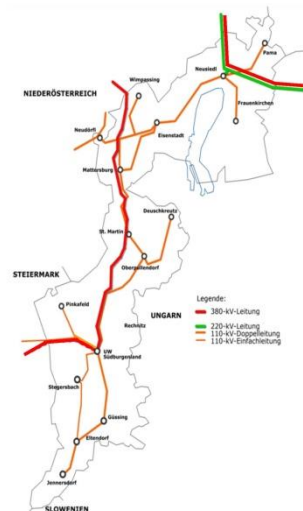 Pama
Neusiedl
Wimpassing
NIEDERÖSTERREICH
Frauenkirchen
Neudörfl
Eisenstadt
Mattersburg
Deuschkreutz
St. Martin
Oberpullendorf
STEIERMARK
Pinkafeld
UNGARN
Legende:
380-kV-Leitung
220-kV-Leitung
110-kV-Doppelleitung
110-kV-Einfachleitung
Rechnitz
UW
Südburgenland
Stegersbach
Güssing
Eltendorf
Jennersdorf
SLOWENIEN